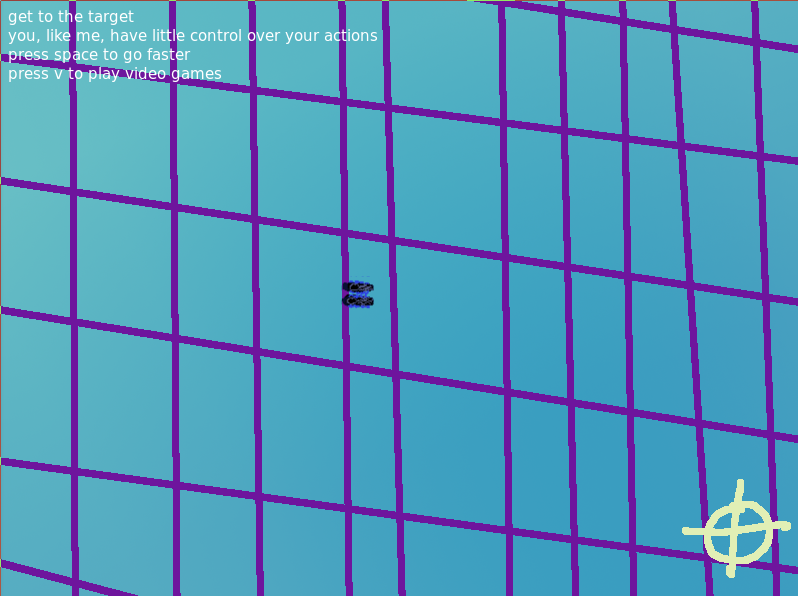 get to the target
you, like me, have little control over your actions
press space to go faster
press v to play video games